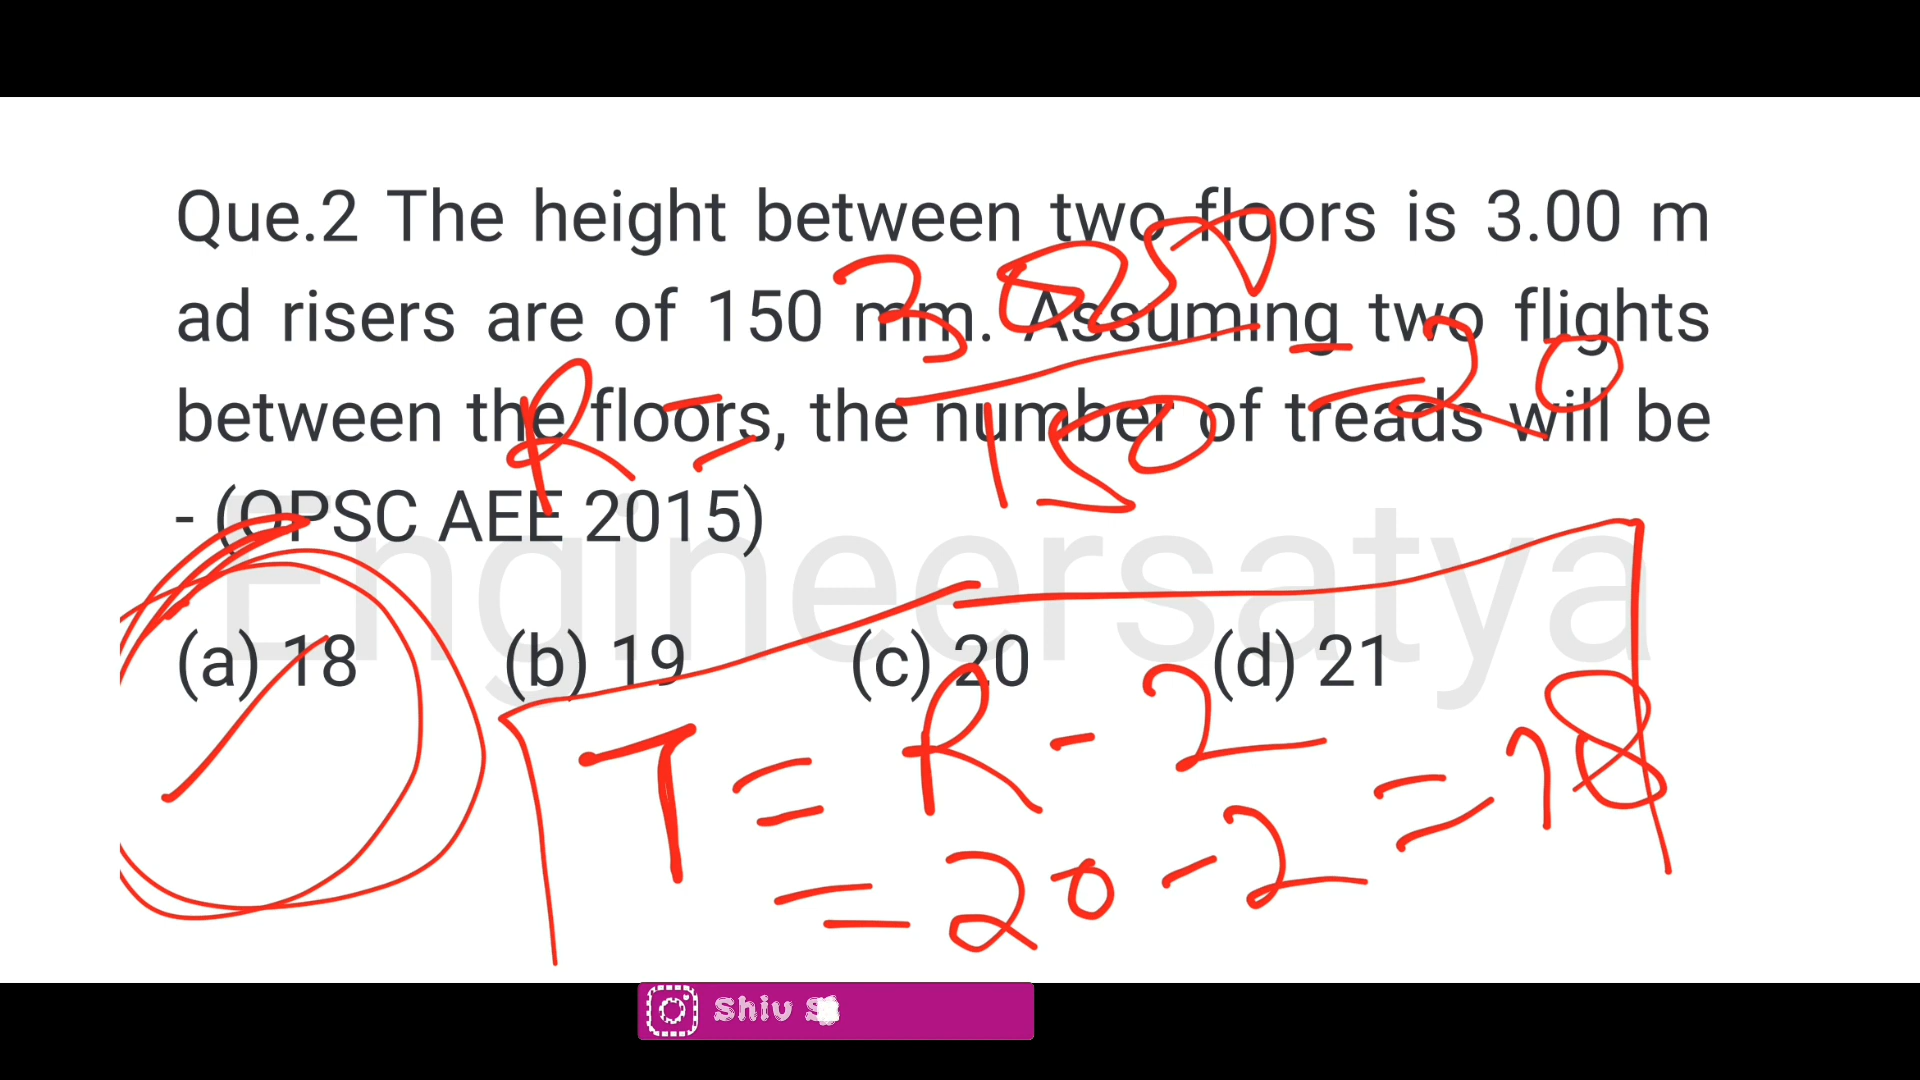 Que.2 The height between two floors is 3.00 m
ad risers are of 150 mm. Assuming two flights
between the floors, the number of treads will be
- (OPSC AEE 2015)
Engineersatya
(a) 18 (b) 19 (c) 20 (d) 21
R =
150
= 20
T = R - 2
= 20 - 2 = 18
Shiv